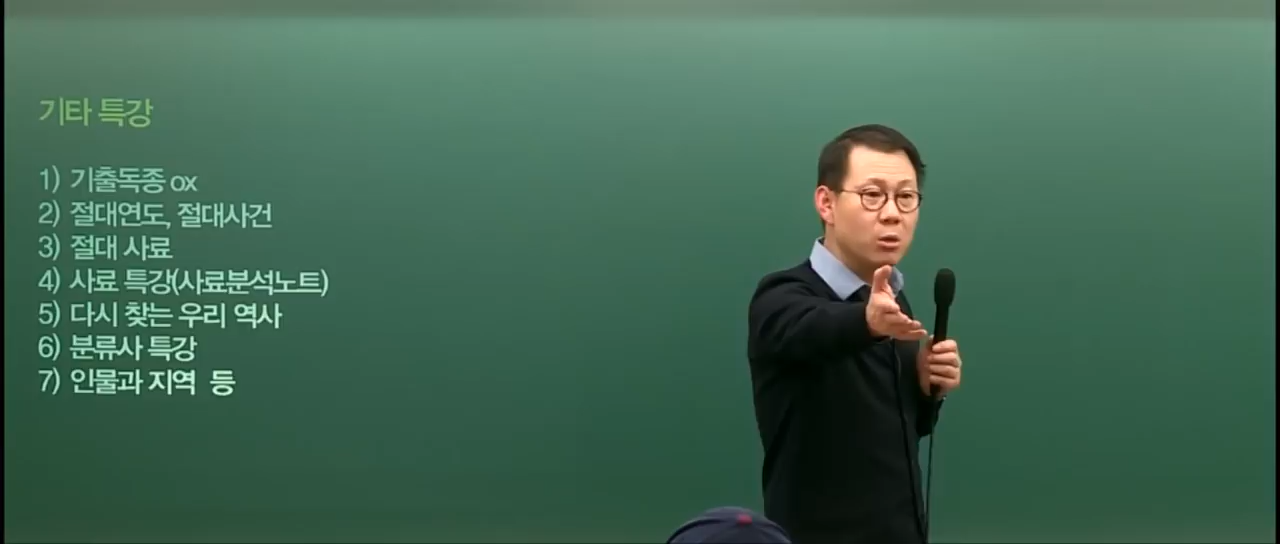 기타 특강
1) 기출독종 ox
2) 절대연도, 절대사건
3) 절대 사료
4) 사료 특강(사료분석노트)
5) 다시 찾는 우리 역사
6) 분류사 특강
7) 인물과 지역 등